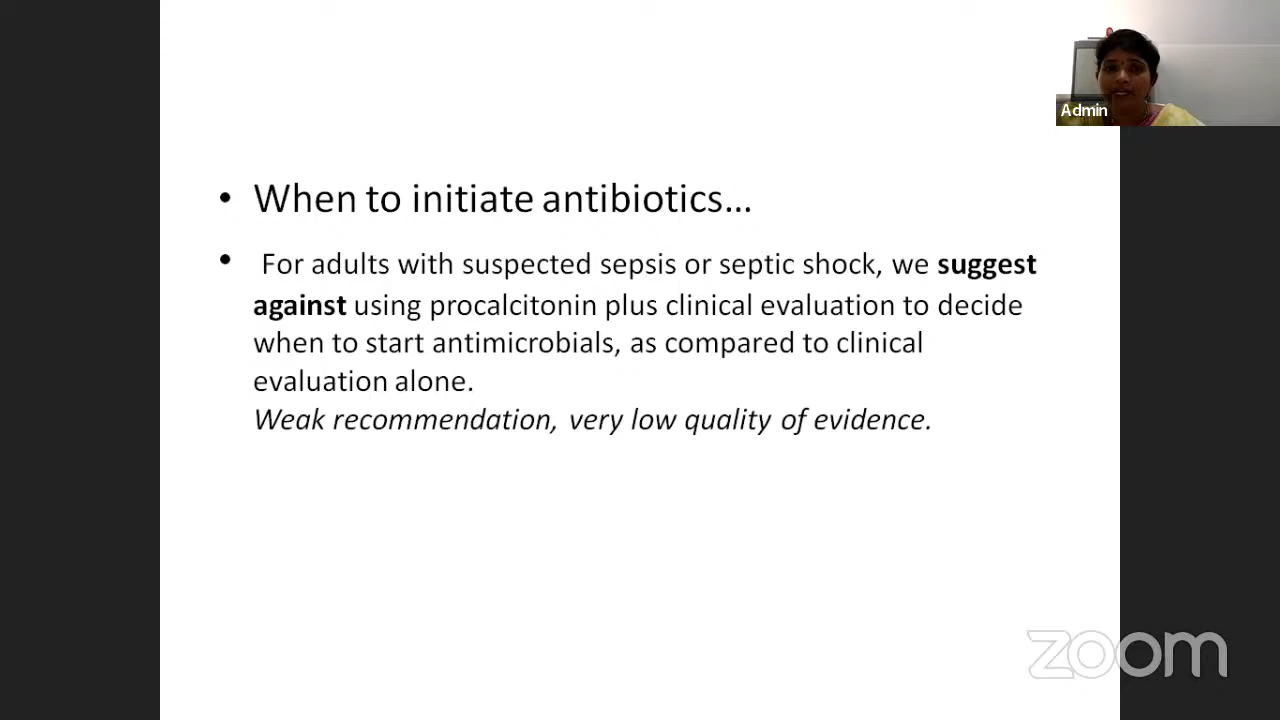 Admin
• When to initiate antibiotics…
• For adults with suspected sepsis or septic shock, we suggest
against using procalcitonin plus clinical evaluation to decide
when to start antimicrobials, as compared to clinical
evaluation alone.
Weak recommendation, very low quality of evidence.
zoom